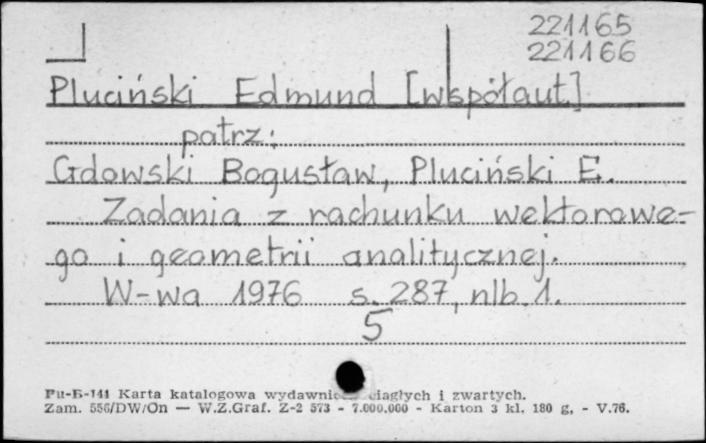 221165
221166
Pluciński Edmund [współaut.]
patrz:
Gdowski Bogusław, Pluciński E.
Zadania z rachunku wektorowe-
go i geometrii analitycznej.
W-wa 1976 s. 287, nlb. 1.
5
Pu-B-141 Karta katalogowa wydawnictw ciągłych i zwartych.
Zam. 556/DW/On — W.Z.Graf. Z-2 573 - 7.000.000 - Karton 3 kl. 180 g, - V.76.